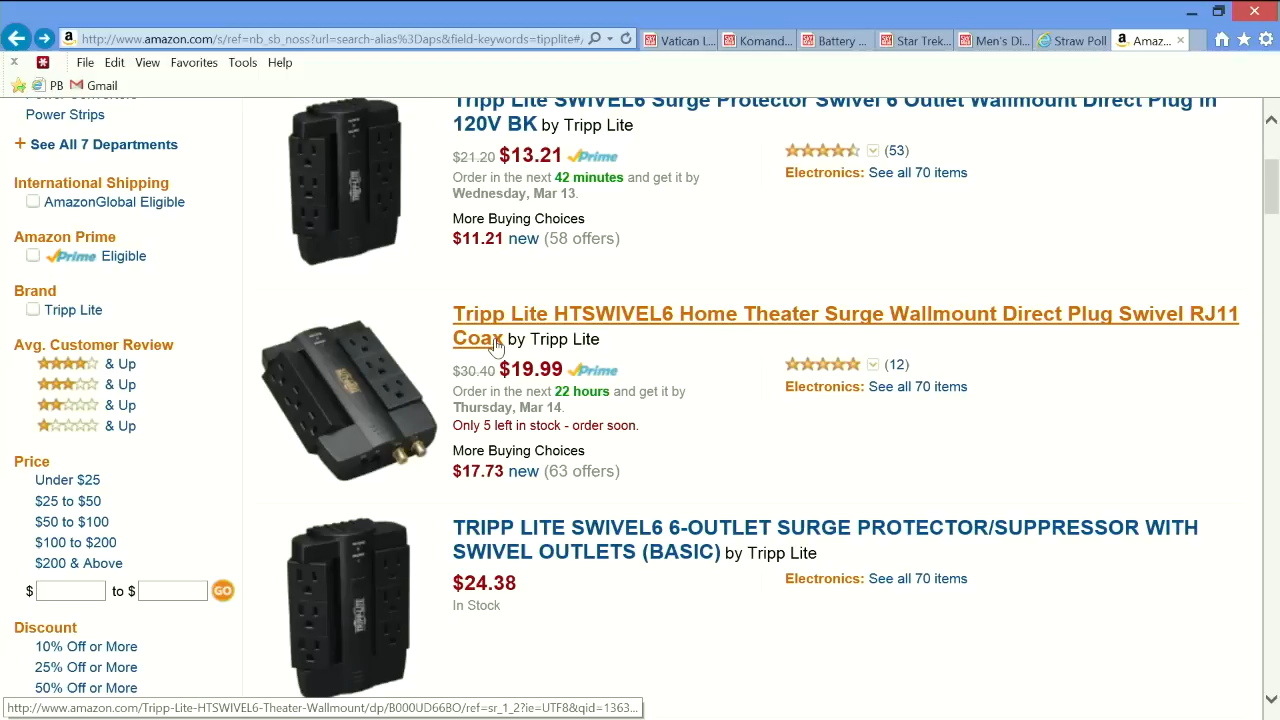 http://www.amazon.com/s/ref=nb_sb_noss?url=search-alias%3Daps&field-keywords=tripplite#
Vatican L...
Komand...
Battery ...
Star Trek...
Men's Di...
Straw Poll
Amaz...
File Edit View Favorites Tools Help
PB Gmail
Power Converters
Power Strips
+ See All 7 Departments
International Shipping
AmazonGlobal Eligible
Amazon Prime
Prime Eligible
Brand
Tripp Lite
Avg. Customer Review
& Up
& Up
& Up
& Up
Price
Under $25
$25 to $50
$50 to $100
$100 to $200
$200 & Above
$ to $ GO
Discount
10% Off or More
25% Off or More
50% Off or More
Tripp Lite SWIVEL6 Surge Protector Swivel 6 Outlet Wallmount Direct Plug In
120V BK by Tripp Lite
$21.20 $13.21 Prime
Order in the next 42 minutes and get it by
Wednesday, Mar 13.
More Buying Choices
$11.21 new (58 offers)
(53)
Electronics: See all 70 items
Tripp Lite HTSWIVEL6 Home Theater Surge Wallmount Direct Plug Swivel RJ11
Coax by Tripp Lite
$30.40 $19.99 Prime
Order in the next 22 hours and get it by
Thursday, Mar 14.
Only 5 left in stock - order soon.
More Buying Choices
$17.73 new (63 offers)
(12)
Electronics: See all 70 items
TRIPP LITE SWIVEL6 6-OUTLET SURGE PROTECTOR/SUPPRESSOR WITH
SWIVEL OUTLETS (BASIC) by Tripp Lite
$24.38
In Stock
Electronics: See all 70 items
http://www.amazon.com/Tripp-Lite-HTSWIVEL6-Theater-Wallmount/dp/B000UD66BO/ref=sr_1_2?ie=UTF8&qid=1363...